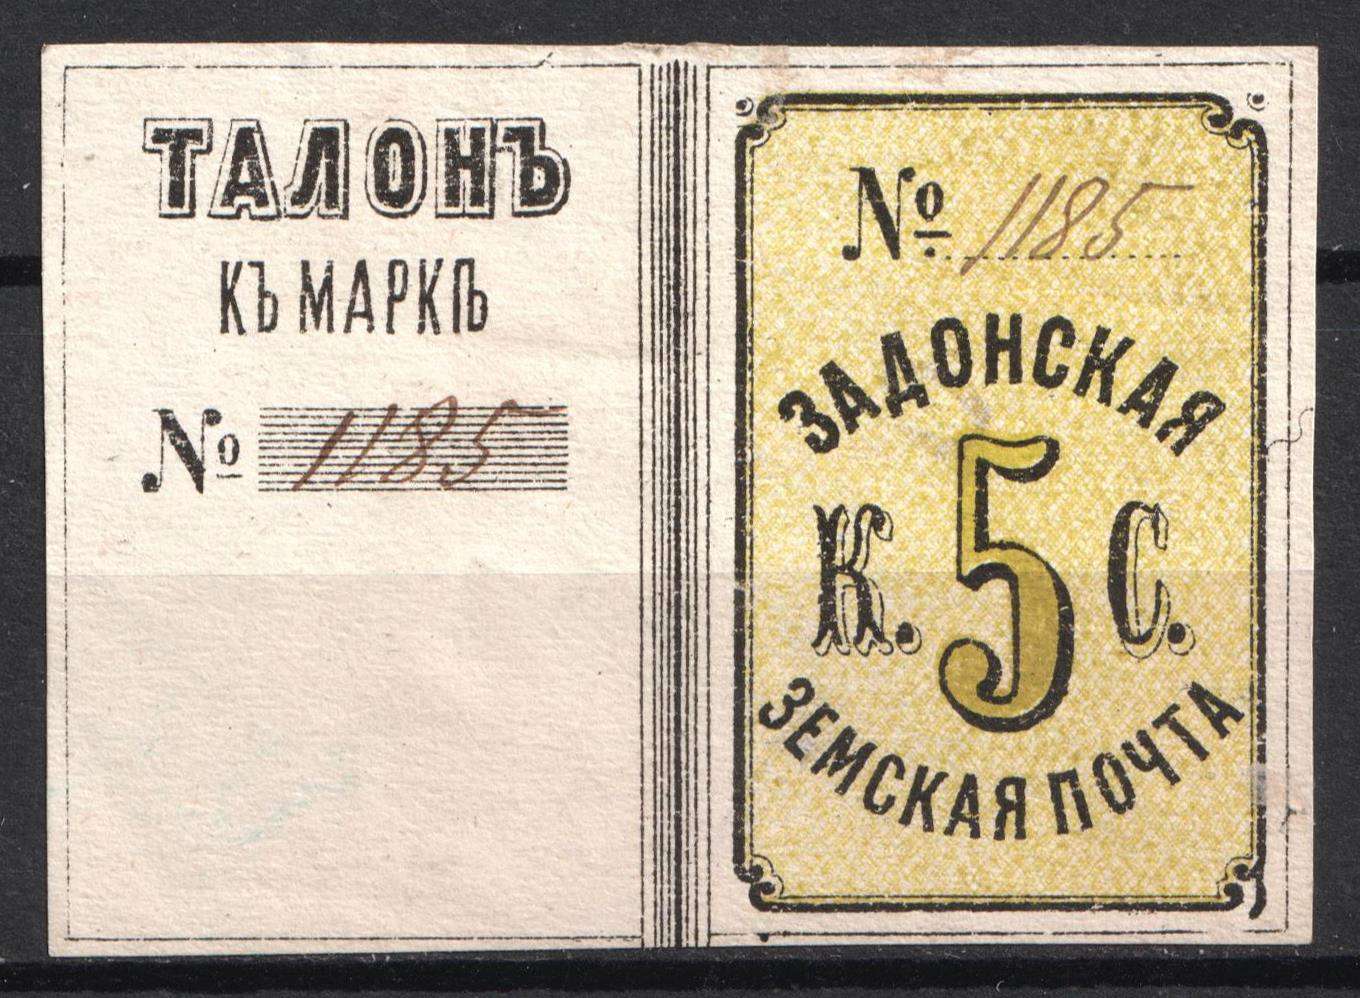 ТАЛОНЪ
КЪ МАРКѢ
№ 1185
№ 1185
ЗАДОНСКАЯ
К. 5 С.
ЗЕМСКАЯ ПОЧТА